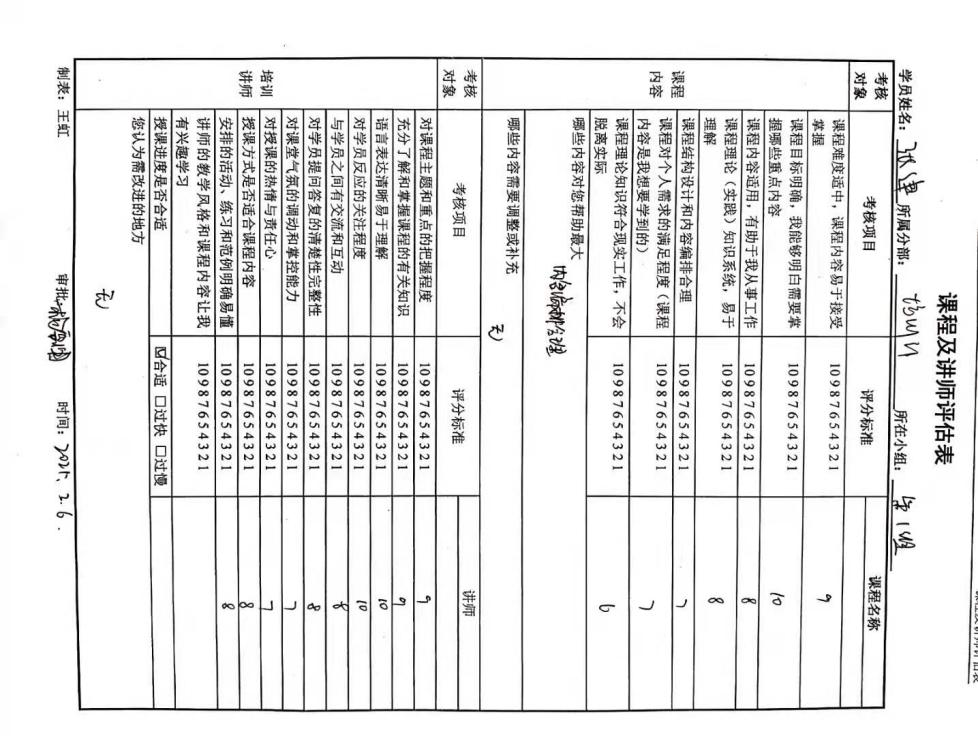 课程及讲师评估表
学员姓名： 所属分部： 所在小组： 第1组
考核对象 考核项目 评分标准 课程名称
课程内容
课程难度适中，课程内容易于接受掌握 10 9 8 7 6 5 4 3 2 1 9
课程目标明确，我能够明白需要掌握哪些重点内容 10 9 8 7 6 5 4 3 2 1 10
课程内容适用，有助于我从事工作 10 9 8 7 6 5 4 3 2 1 8
课程理论（实践）知识系统，易于理解 10 9 8 7 6 5 4 3 2 1 8
课程结构设计和内容编排合理 10 9 8 7 6 5 4 3 2 1 7
课程对个人需求的满足程度（课程内容是我想要学到的） 10 9 8 7 6 5 4 3 2 1 7
课程理论知识符合现实工作，不会脱离实际 10 9 8 7 6 5 4 3 2 1 6
哪些内容对您帮助最大
哪些内容需要调整或补充 无
考核对象 考核项目 评分标准 讲师
培训讲师
对课程主题和重点的把握程度 10 9 8 7 6 5 4 3 2 1 9
充分了解和掌握课程的有关知识 10 9 8 7 6 5 4 3 2 1 9
语言表达清晰易于理解 10 9 8 7 6 5 4 3 2 1 10
对学员反应的关注程度 10 9 8 7 6 5 4 3 2 1 10
与学员之间有交流和互动 10 9 8 7 6 5 4 3 2 1 8
对学员提问答复的清楚性完整性 10 9 8 7 6 5 4 3 2 1 8
对课堂气氛的调动和掌控能力 10 9 8 7 6 5 4 3 2 1 7
对授课的热情与责任心 10 9 8 7 6 5 4 3 2 1 7
授课方式是否适合课程内容 10 9 8 7 6 5 4 3 2 1 8
安排的活动、练习和范例明确易懂 10 9 8 7 6 5 4 3 2 1 8
讲师的教学风格和课程内容让我有兴趣学习 10 9 8 7 6 5 4 3 2 1
授课进度是否合适 ☑合适 □过快 □过慢
您认为需改进的地方 无
制表：王虹 审批： 时间：2025.2.6.